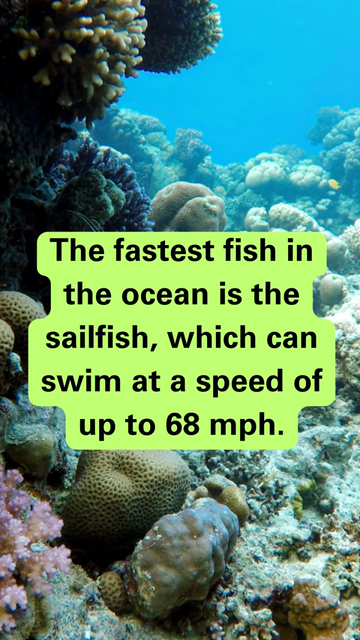 The fastest fish in
the ocean is the
sailfish, which can
swim at a speed of
up to 68 mph.